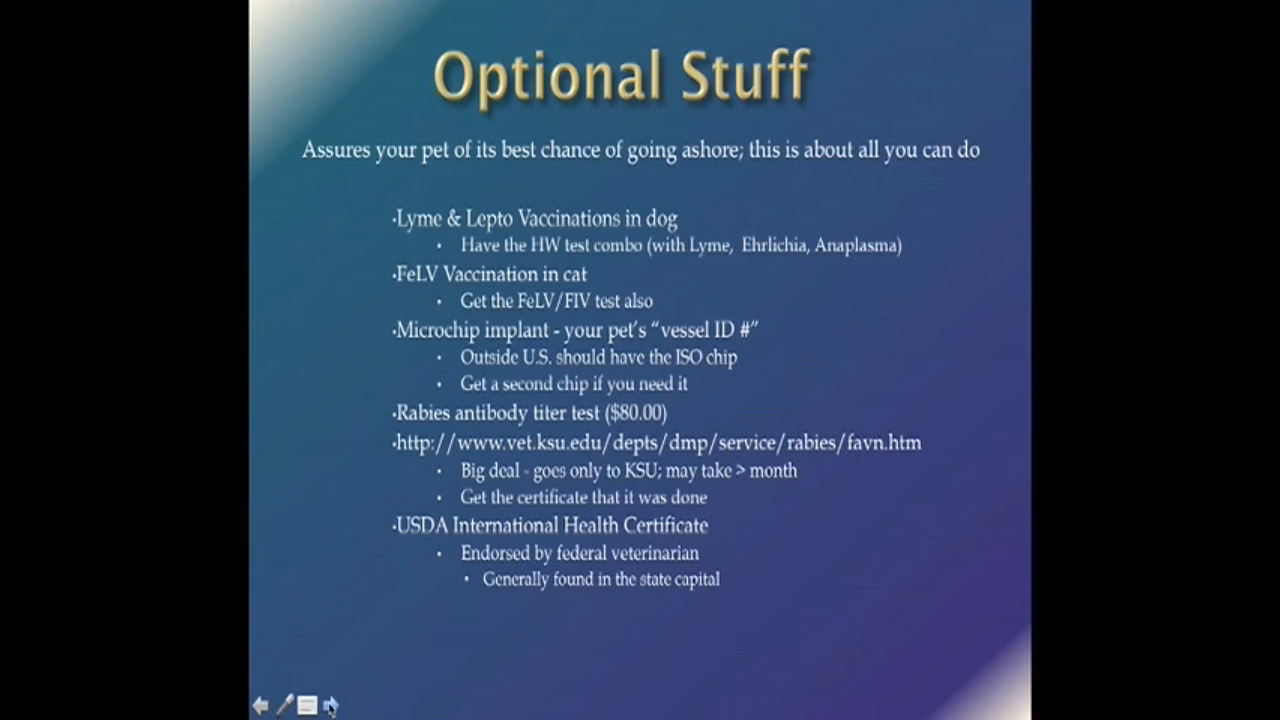 Optional Stuff
Assures your pet of its best chance of going ashore; this is about all you can do
·Lyme & Lepto Vaccinations in dog
· Have the HW test combo (with Lyme, Ehrlichia, Anaplasma)
·FeLV Vaccination in cat
· Get the FeLV/FIV test also
·Microchip implant - your pet's “vessel ID #”
· Outside U.S. should have the ISO chip
· Get a second chip if you need it
·Rabies antibody titer test ($80.00)
·http://www.vet.ksu.edu/depts/dmp/service/rabies/favn.htm
· Big deal - goes only to KSU; may take > month
· Get the certificate that it was done
·USDA International Health Certificate
· Endorsed by federal veterinarian
· Generally found in the state capital